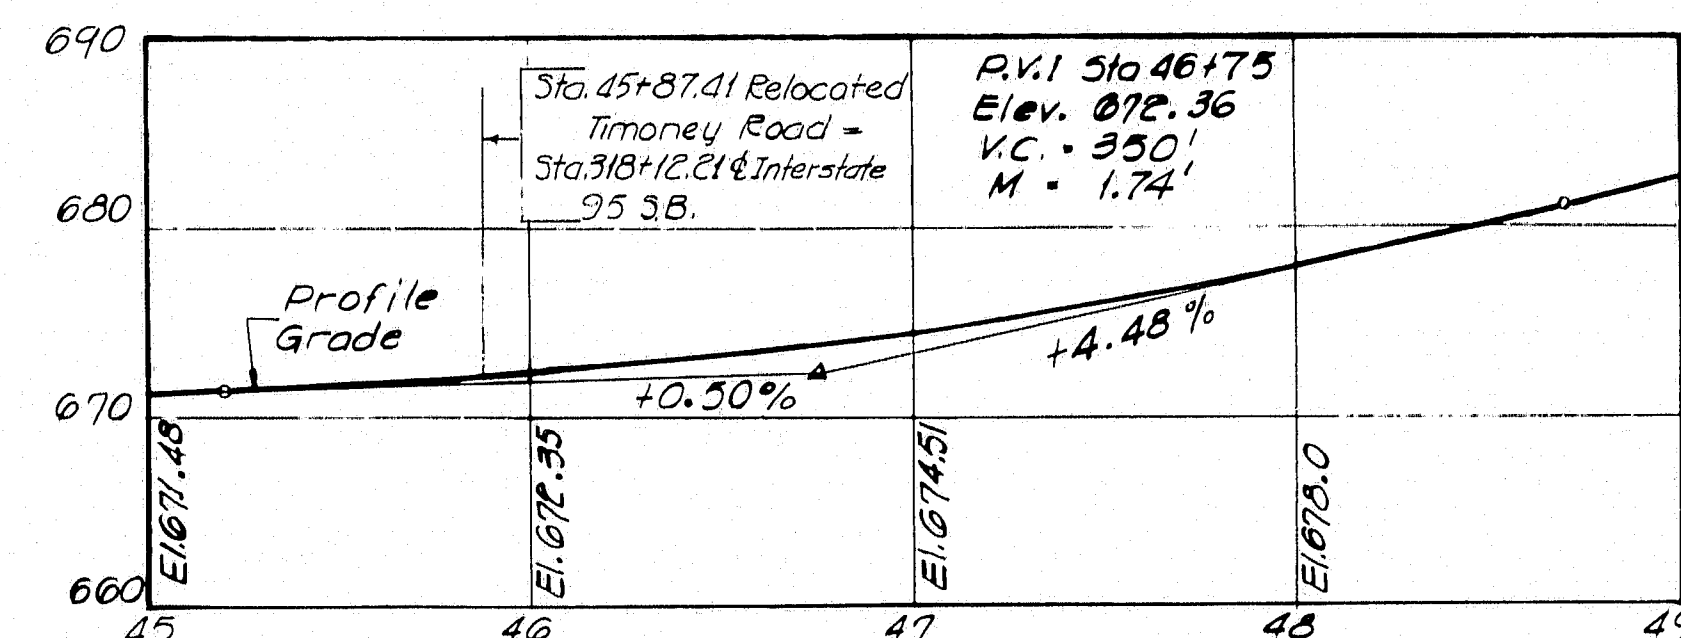 690
Sta. 45+87.41 Relocated
Timoney Road =
Sta. 318+12.21 ℄ Interstate
95 S.B.
P.V.I Sta 46+75
Elev. 672.36
V.C. = 350'
M = 1.74'
680
Profile
Grade
+4.48%
+0.50%
670
El. 671.48
El. 672.35
El. 674.51
El. 678.0
660
45
46
47
48
49